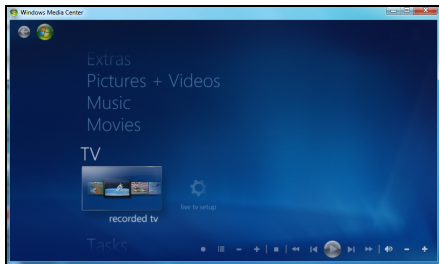 Windows Media Center
Extras
Pictures + Videos
Music
Movies
TV
recorded tv
live tv setup
Tasks